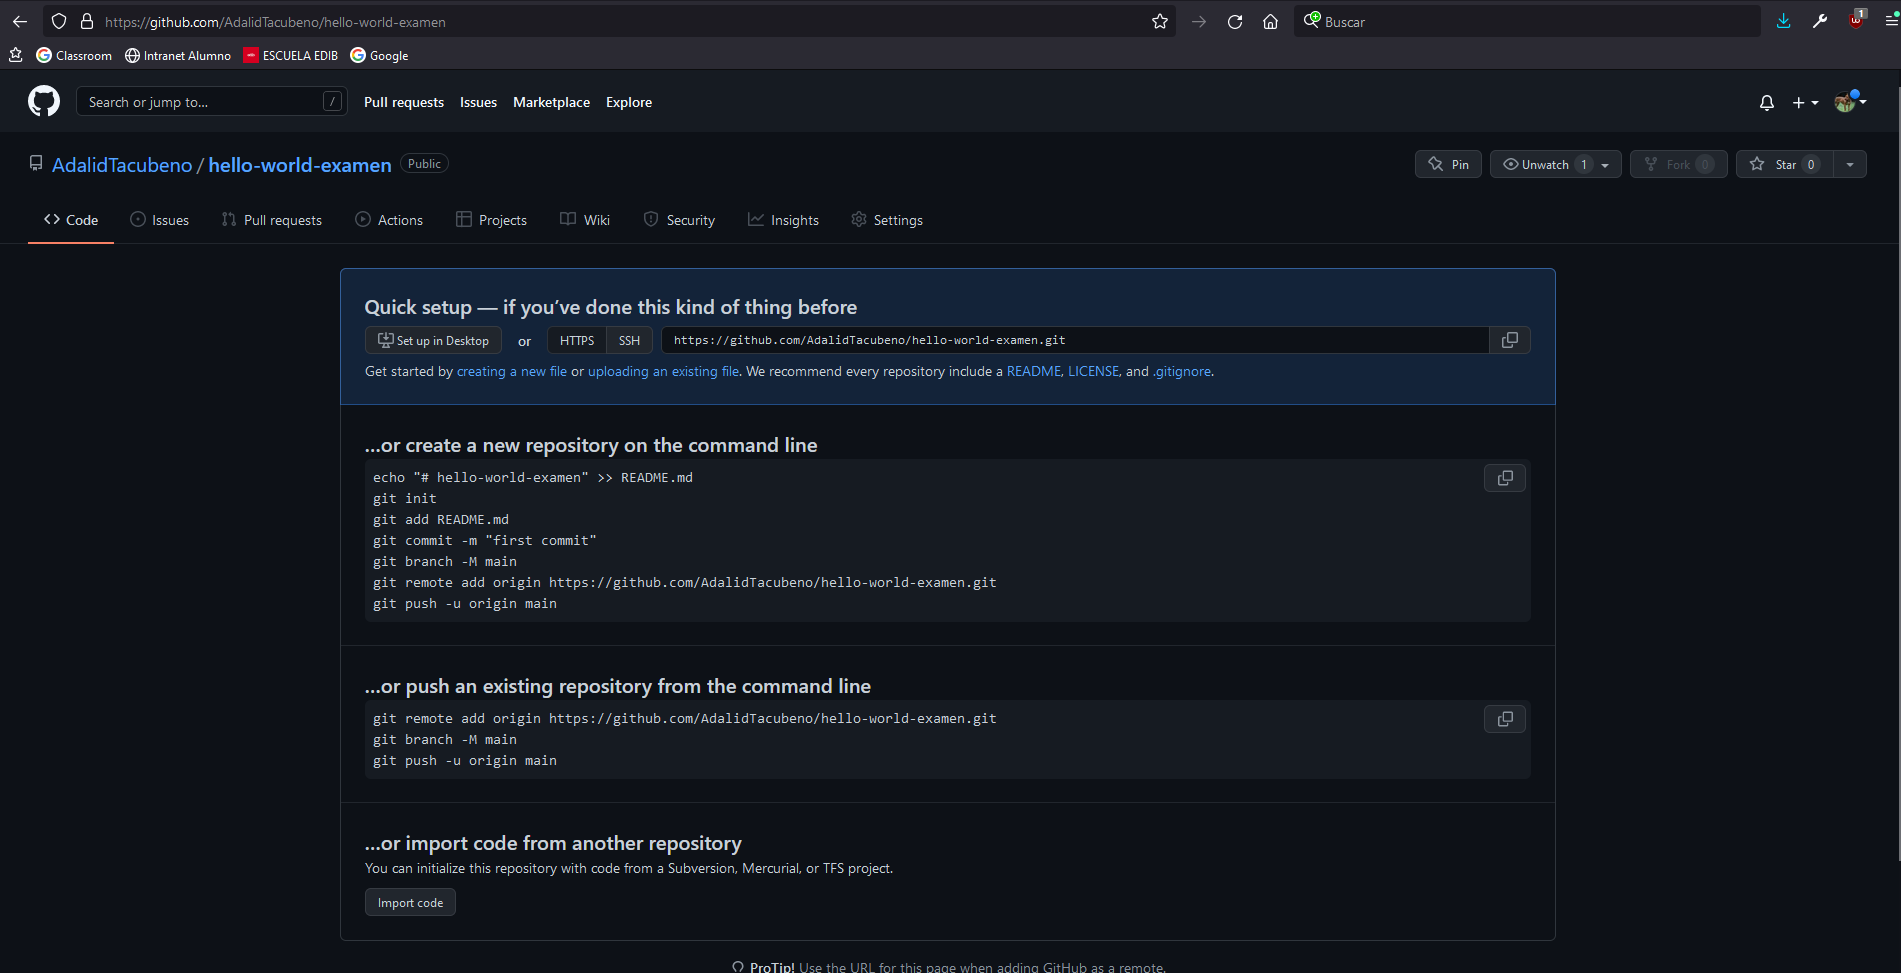 https://github.com/AdalidTacubeno/hello-world-examen
Buscar
1
Classroom
Intranet Alumno
ESCUELA EDIB
Google
Search or jump to...
/
Pull requests
Issues
Marketplace
Explore
AdalidTacubeno / hello-world-examen
Public
Pin
Unwatch 1
Fork 0
Star 0
Code
Issues
Pull requests
Actions
Projects
Wiki
Security
Insights
Settings
Quick setup — if you’ve done this kind of thing before
Set up in Desktop
or
HTTPS
SSH
https://github.com/AdalidTacubeno/hello-world-examen.git
Get started by creating a new file or uploading an existing file. We recommend every repository include a README, LICENSE, and .gitignore.
…or create a new repository on the command line
echo "# hello-world-examen" >> README.md
git init
git add README.md
git commit -m "first commit"
git branch -M main
git remote add origin https://github.com/AdalidTacubeno/hello-world-examen.git
git push -u origin main
…or push an existing repository from the command line
git remote add origin https://github.com/AdalidTacubeno/hello-world-examen.git
git branch -M main
git push -u origin main
…or import code from another repository
You can initialize this repository with code from a Subversion, Mercurial, or TFS project.
Import code
ProTip! Use the URL for this page when adding GitHub as a remote.